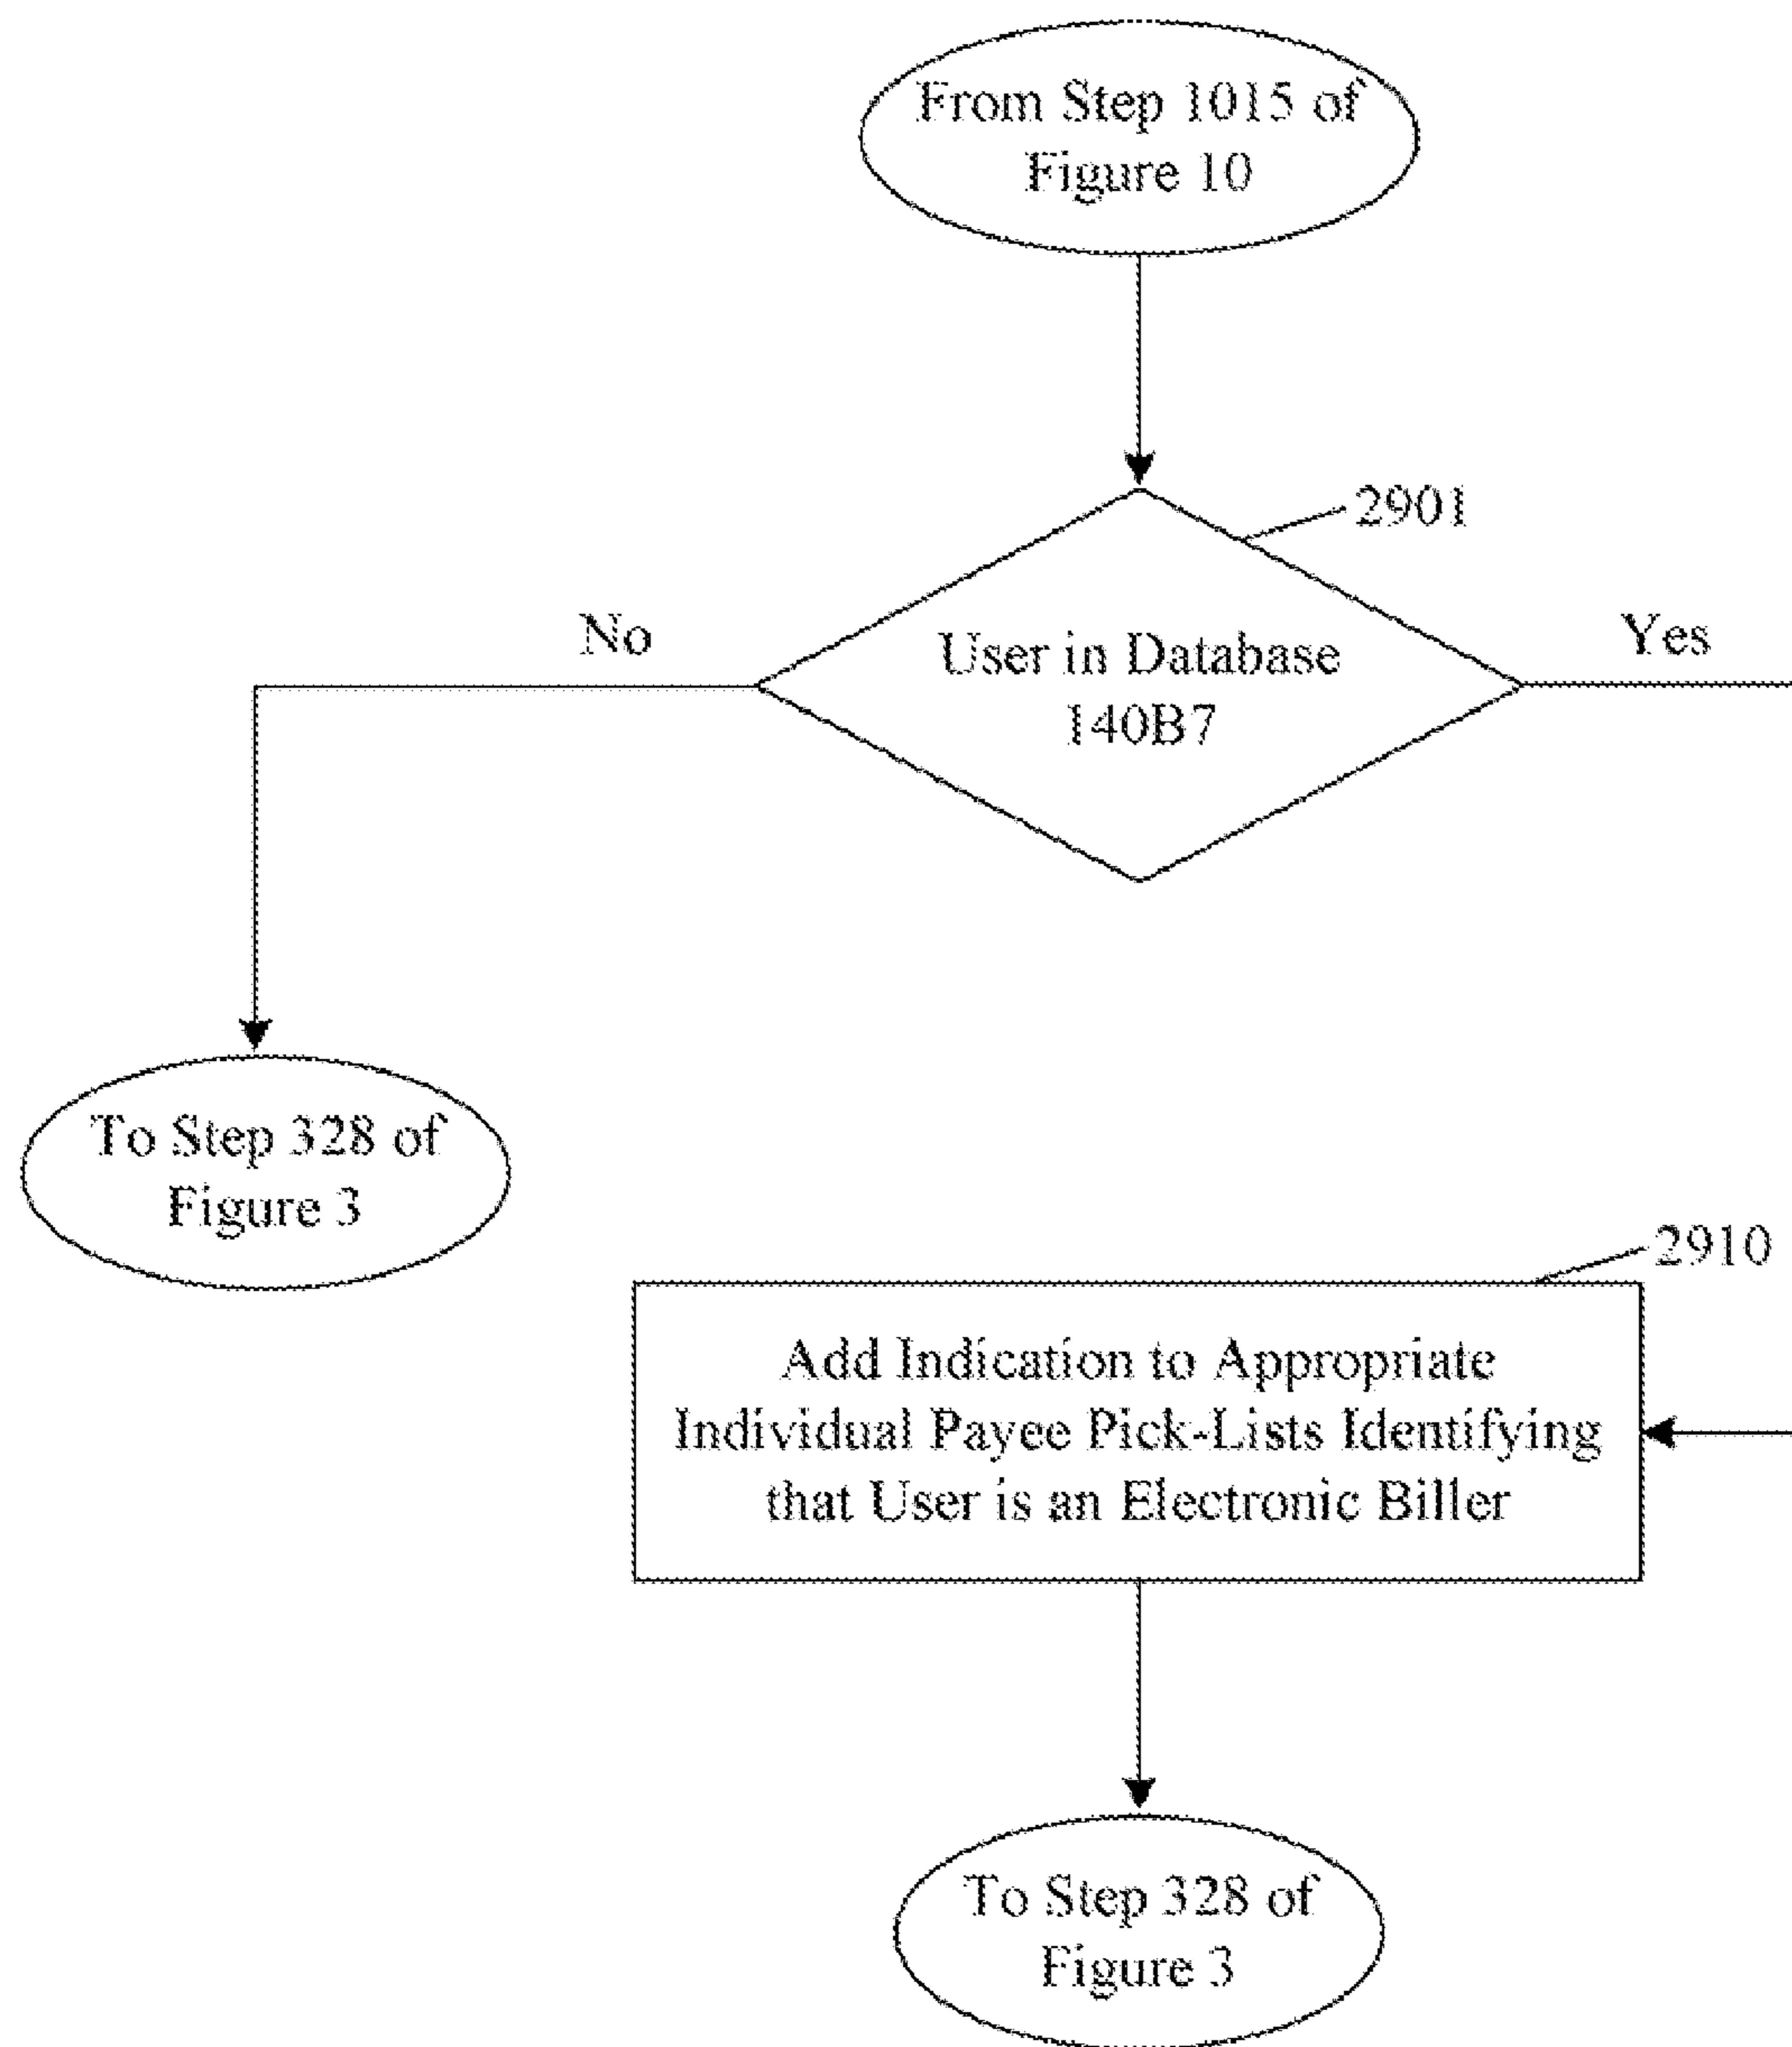 From Step 1015 of
Figure 10
2901
No
User in Database
140B7
Yes
To Step 328 of
Figure 3
2910
Add Indication to Appropriate
Individual Payee Pick-Lists Identifying
that User is an Electronic Biller
To Step 328 of
Figure 3